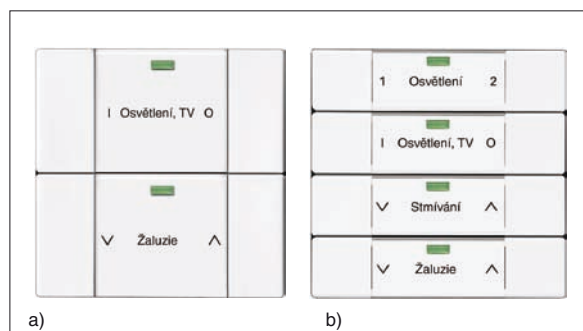 I Osvětlení, TV O
∨ Žaluzie ∧
a)
1 Osvětlení 2
I Osvětlení, TV O
∨ Stmívání ∧
∨ Žaluzie ∧
b)